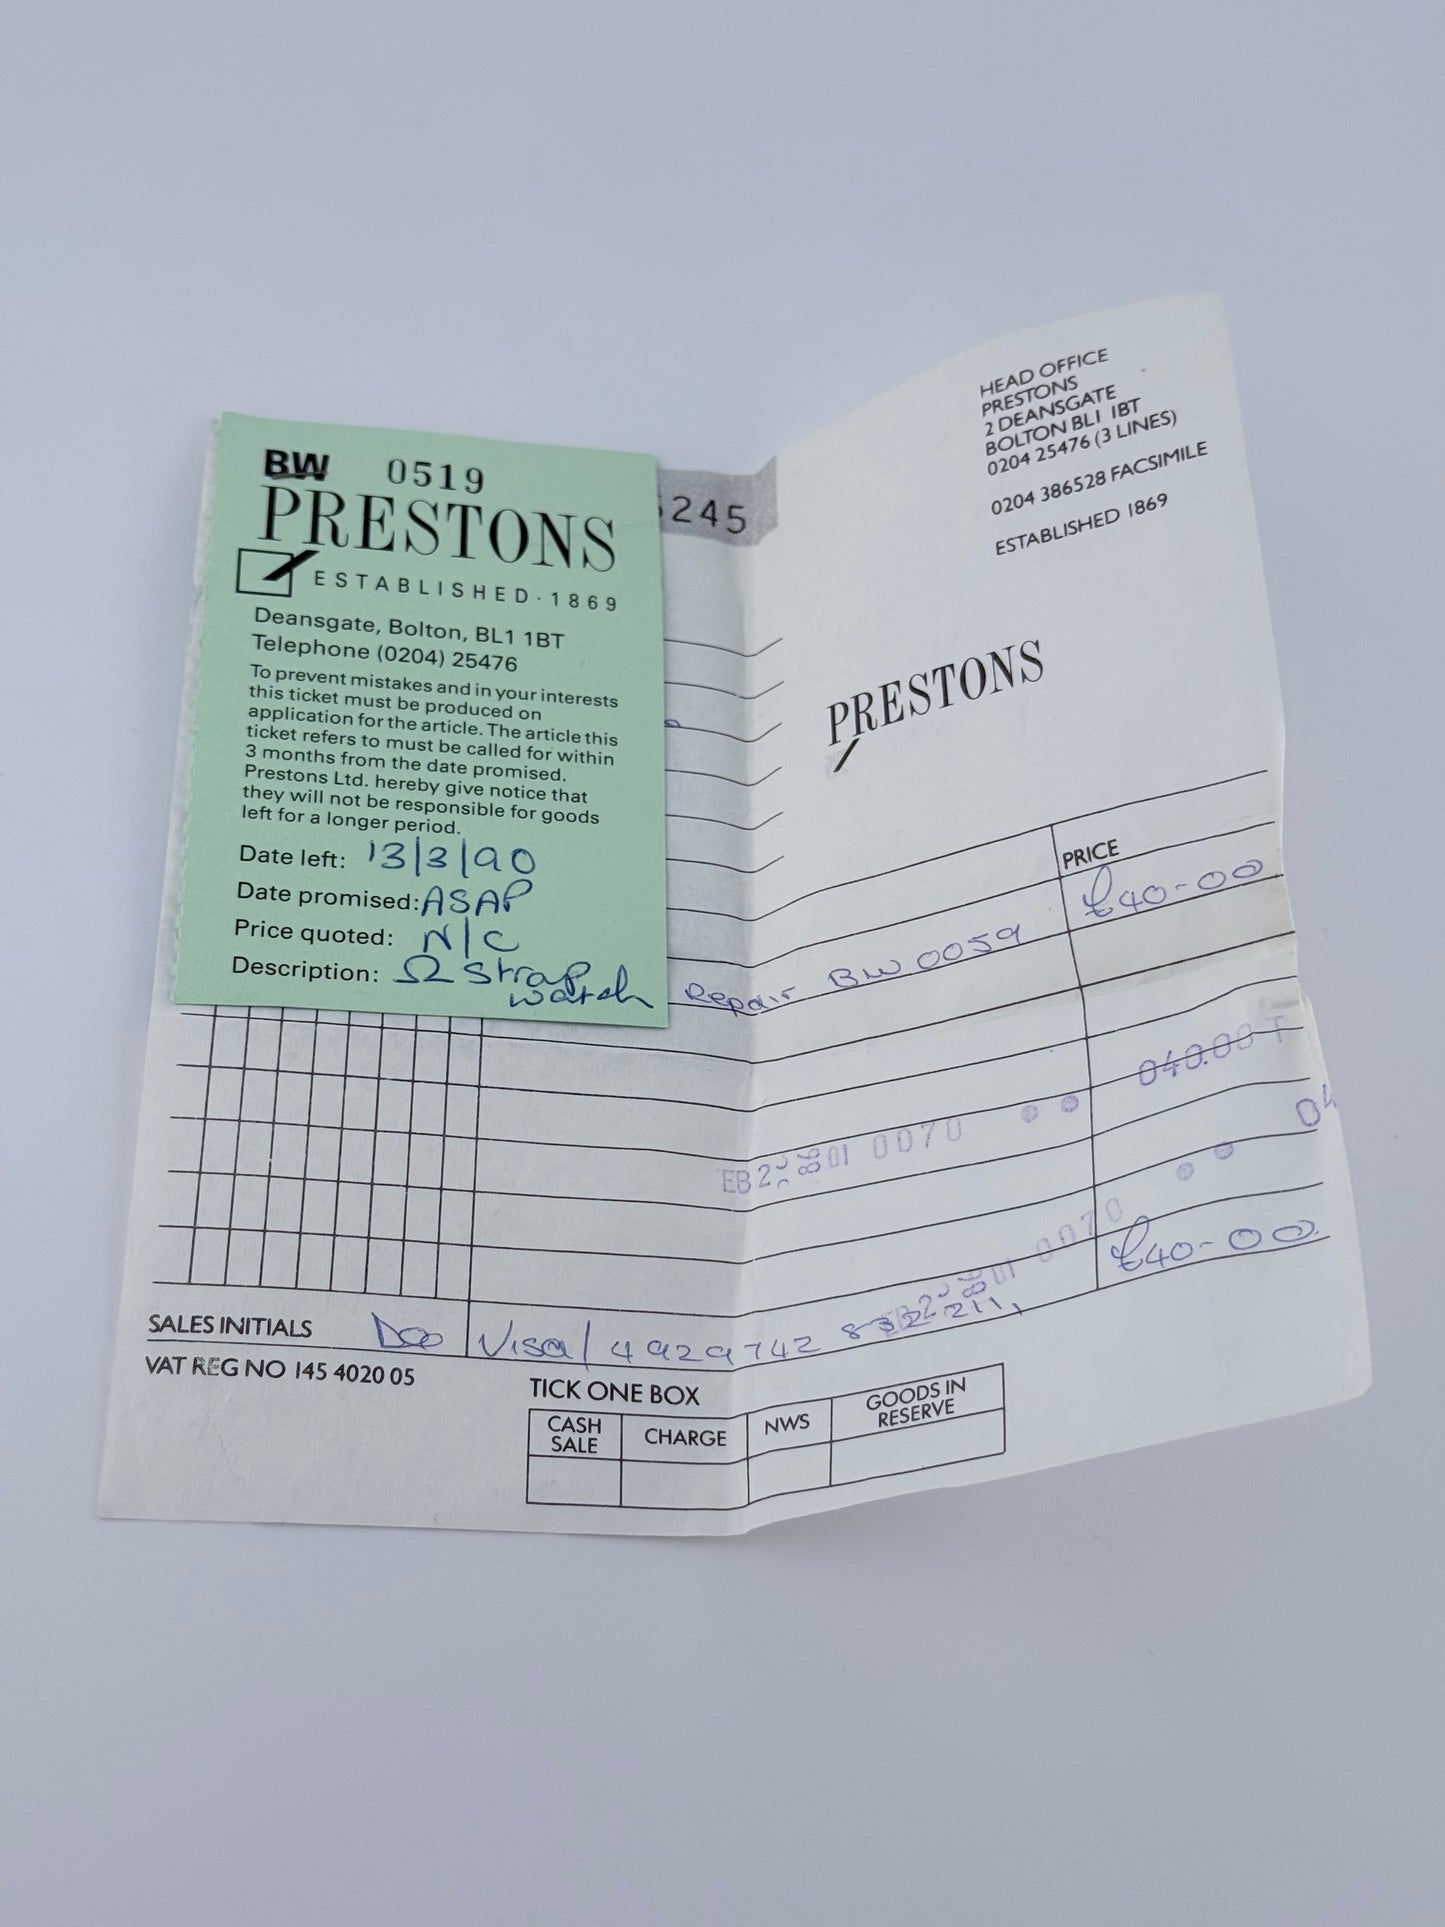 BW 0519
PRESTONS
ESTABLISHED · 1869
Deansgate, Bolton, BL1 1BT
Telephone (0204) 25476
To prevent mistakes and in your interests
this ticket must be produced on
application for the article. The article this
ticket refers to must be called for within
3 months from the date promised.
Prestons Ltd. hereby give notice that
they will not be responsible for goods
left for a longer period.
Date left: 13/3/90
Date promised: ASAP
Price quoted: N/C
Description: Ω Strap
watch
245
HEAD OFFICE
PRESTONS
2 DEANSGATE
BOLTON BL1 1BT
0204 25476 (3 LINES)
0204 386528 FACSIMILE
ESTABLISHED 1869
PRESTONS
PRICE
Repair BW 0059 £40-00
040.00 T
EB2 01 0070
0070
£40-00
SALES INITIALS
Visa/ 4929 742
VAT REG NO 145 4020 05
TICK ONE BOX
CASH SALE CHARGE NWS GOODS IN RESERVE